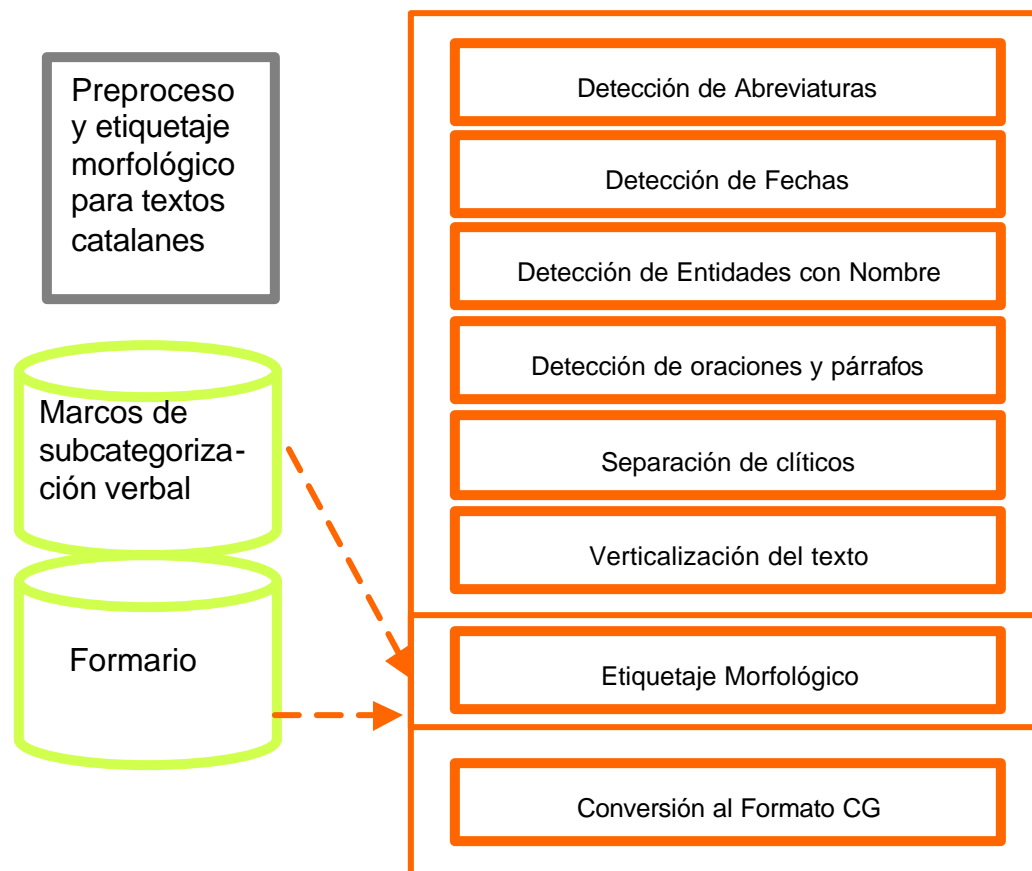 Preproceso
y etiquetaje
morfológico
para textos
catalanes
Marcos de
subcategoriza-
ción verbal
Formario
Detección de Abreviaturas
Detección de Fechas
Detección de Entidades con Nombre
Detección de oraciones y párrafos
Separación de clíticos
Verticalización del texto
Etiquetaje Morfológico
Conversión al Formato CG